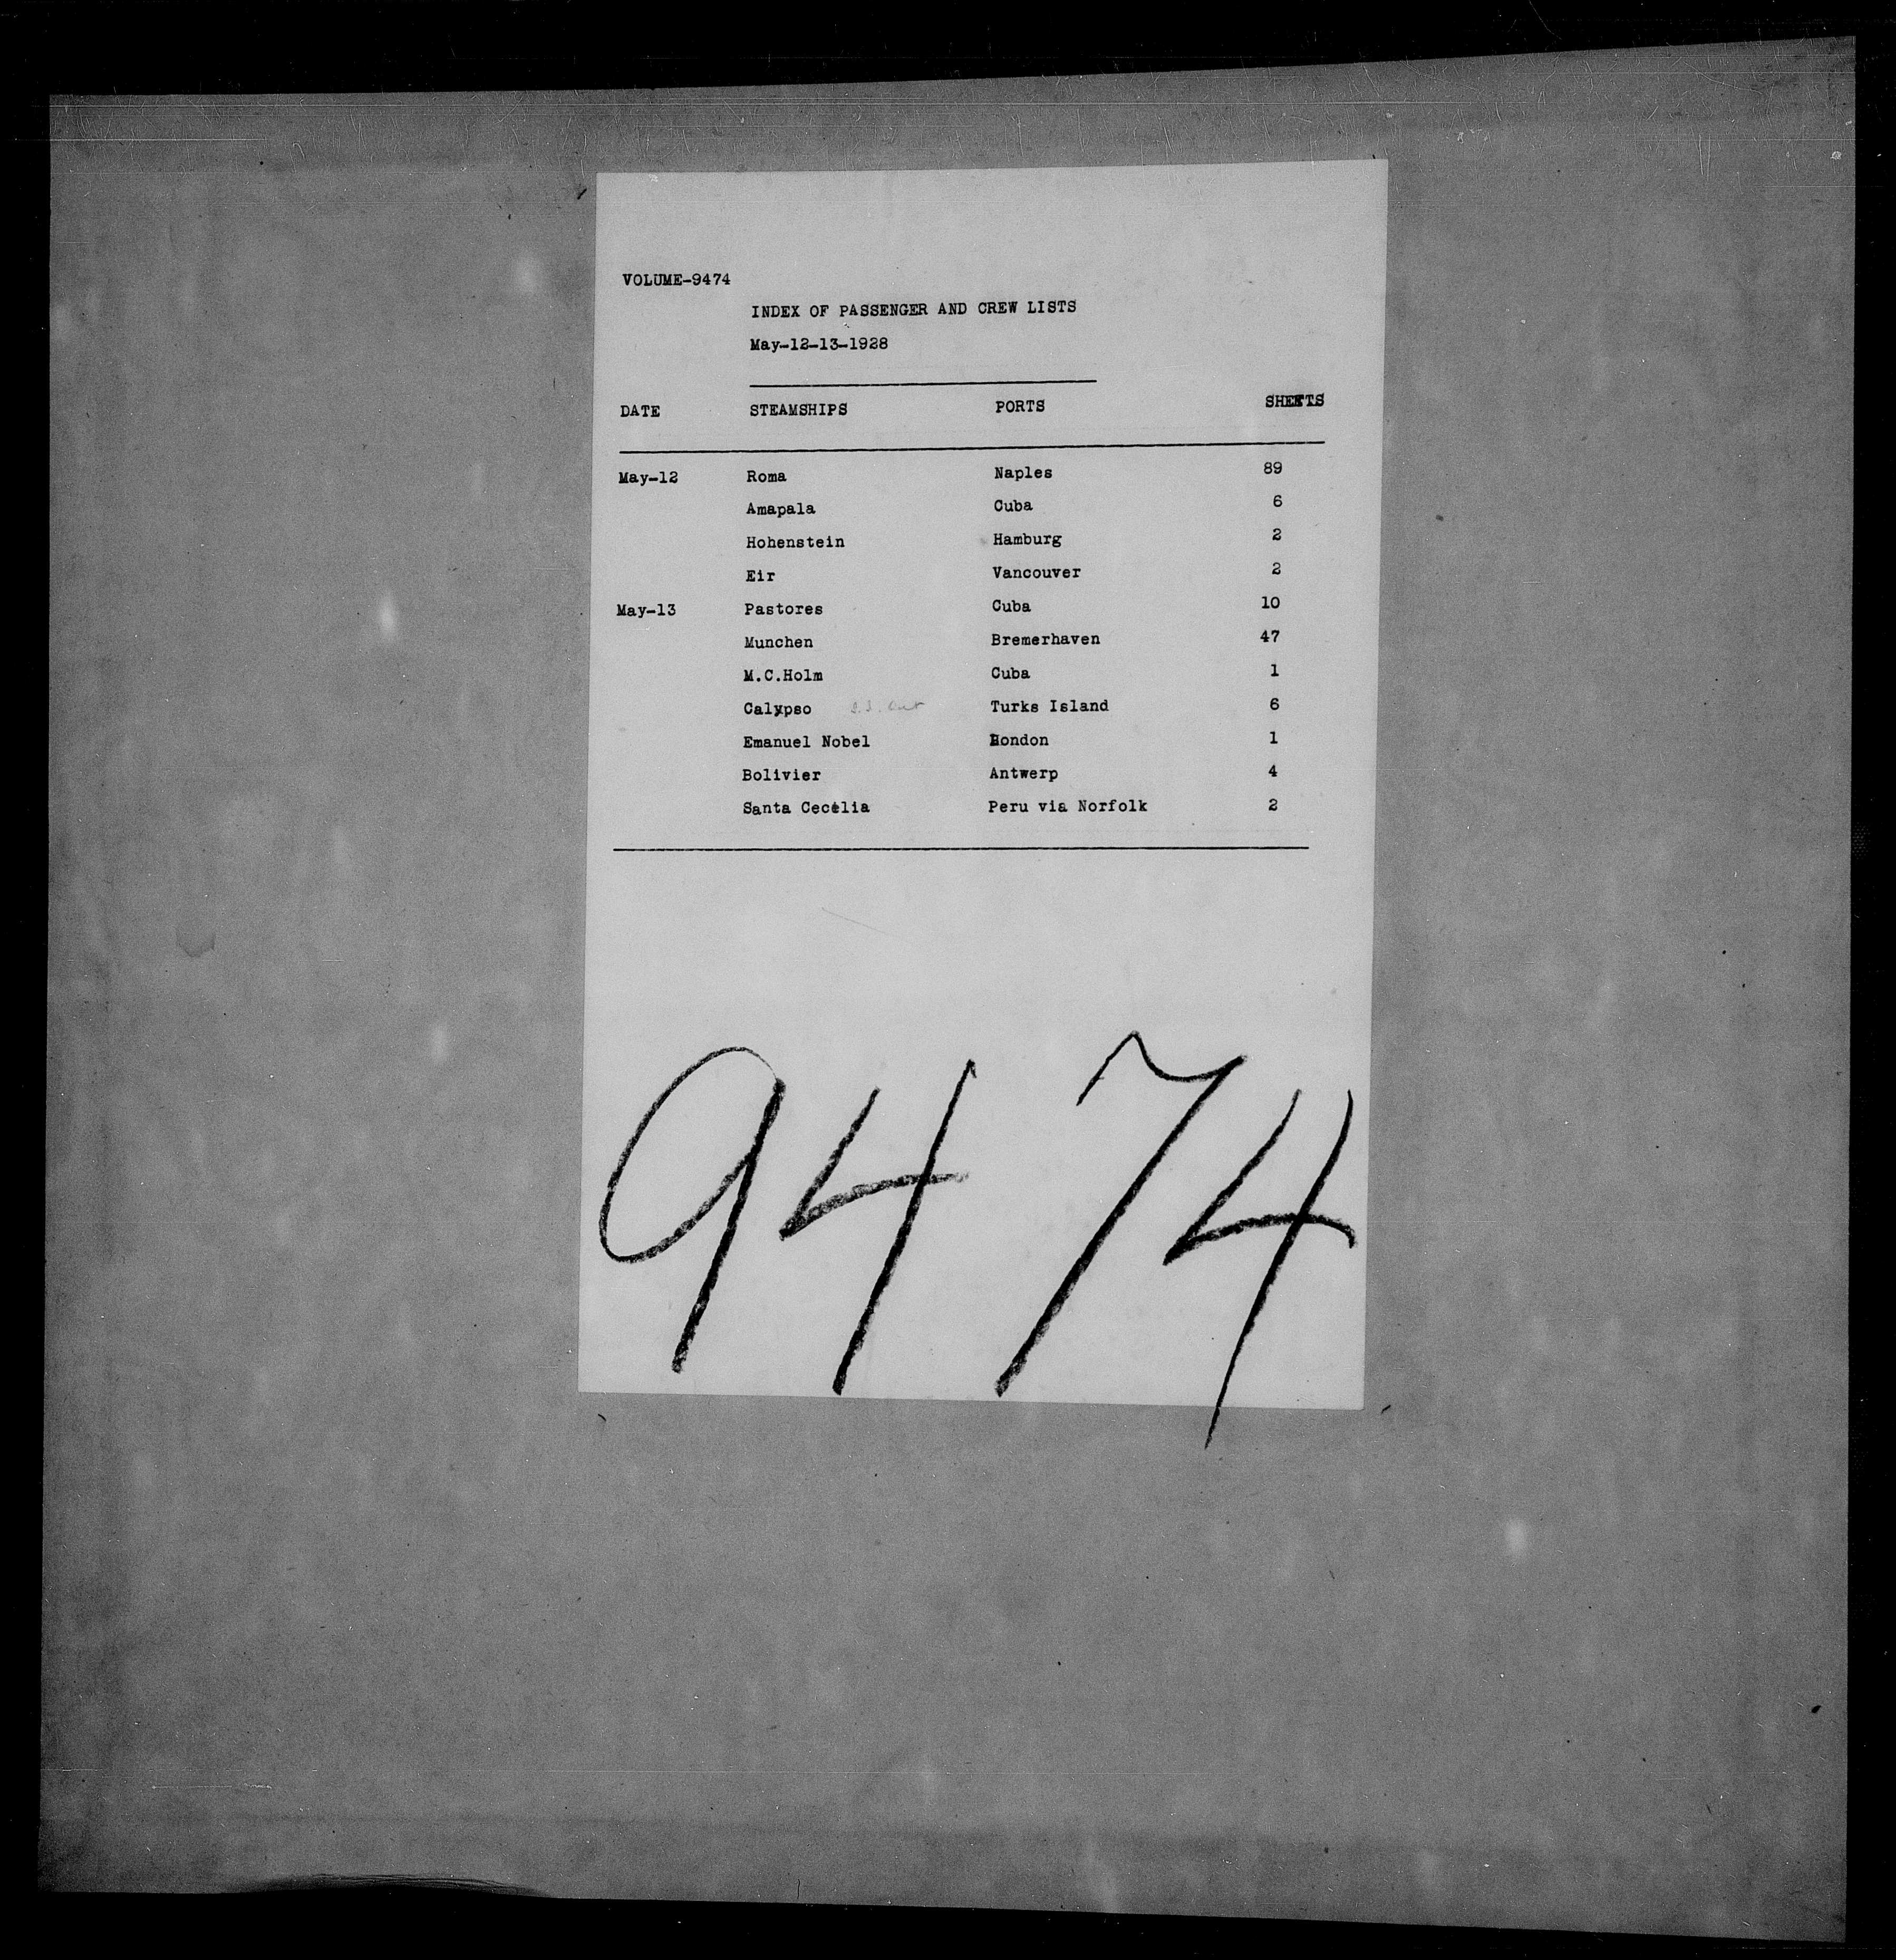 VOLUME-9474
INDEX OF PASSENGER AND CREW LISTS
May-12-13-1928
DATE STEAMSHIPS PORTS SHEETS
May-12 Roma Naples 89
Amapala Cuba 6
Hohenstein Hamburg 2
Eir Vancouver 2
May-13 Pastores Cuba 10
Munchen Bremerhaven 47
M.C.Holm Cuba 1
Calypso Turks Island 6
Emanuel Nobel London 1
Bolivier Antwerp 4
Santa Cecelia Peru via Norfolk 2
9474